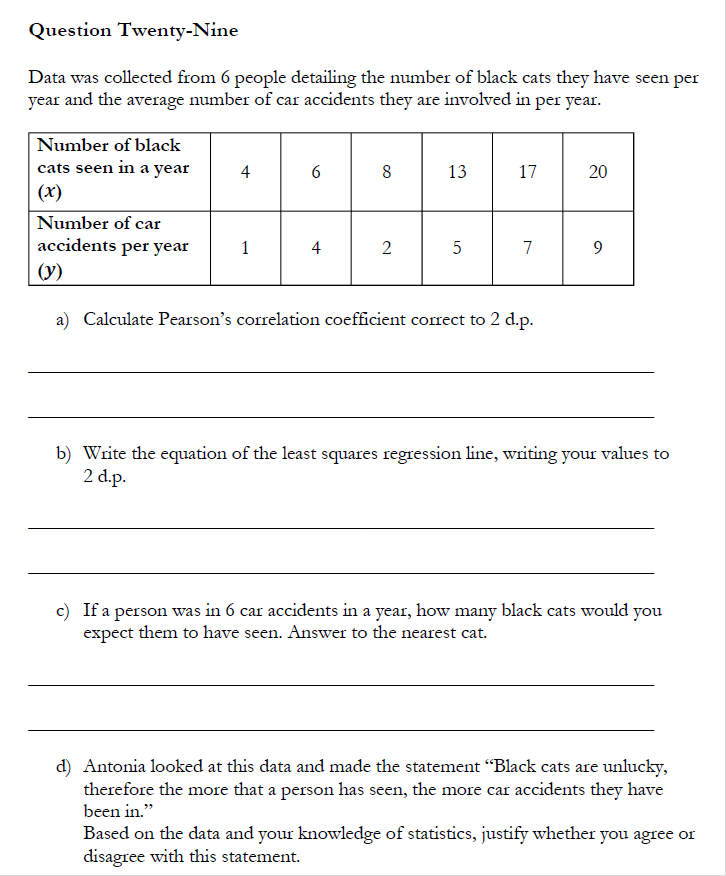 Question Twenty-Nine
Data was collected from 6 people detailing the number of black cats they have seen per
year and the average number of car accidents they are involved in per year.
Number of black
cats seen in a year
(x)
4 6 8 13 17 20
Number of car
accidents per year
(y)
1 4 2 5 7 9
a) Calculate Pearson’s correlation coefficient correct to 2 d.p.
b) Write the equation of the least squares regression line, writing your values to
2 d.p.
c) If a person was in 6 car accidents in a year, how many black cats would you
expect them to have seen. Answer to the nearest cat.
d) Antonia looked at this data and made the statement “Black cats are unlucky,
therefore the more that a person has seen, the more car accidents they have
been in.”
Based on the data and your knowledge of statistics, justify whether you agree or
disagree with this statement.